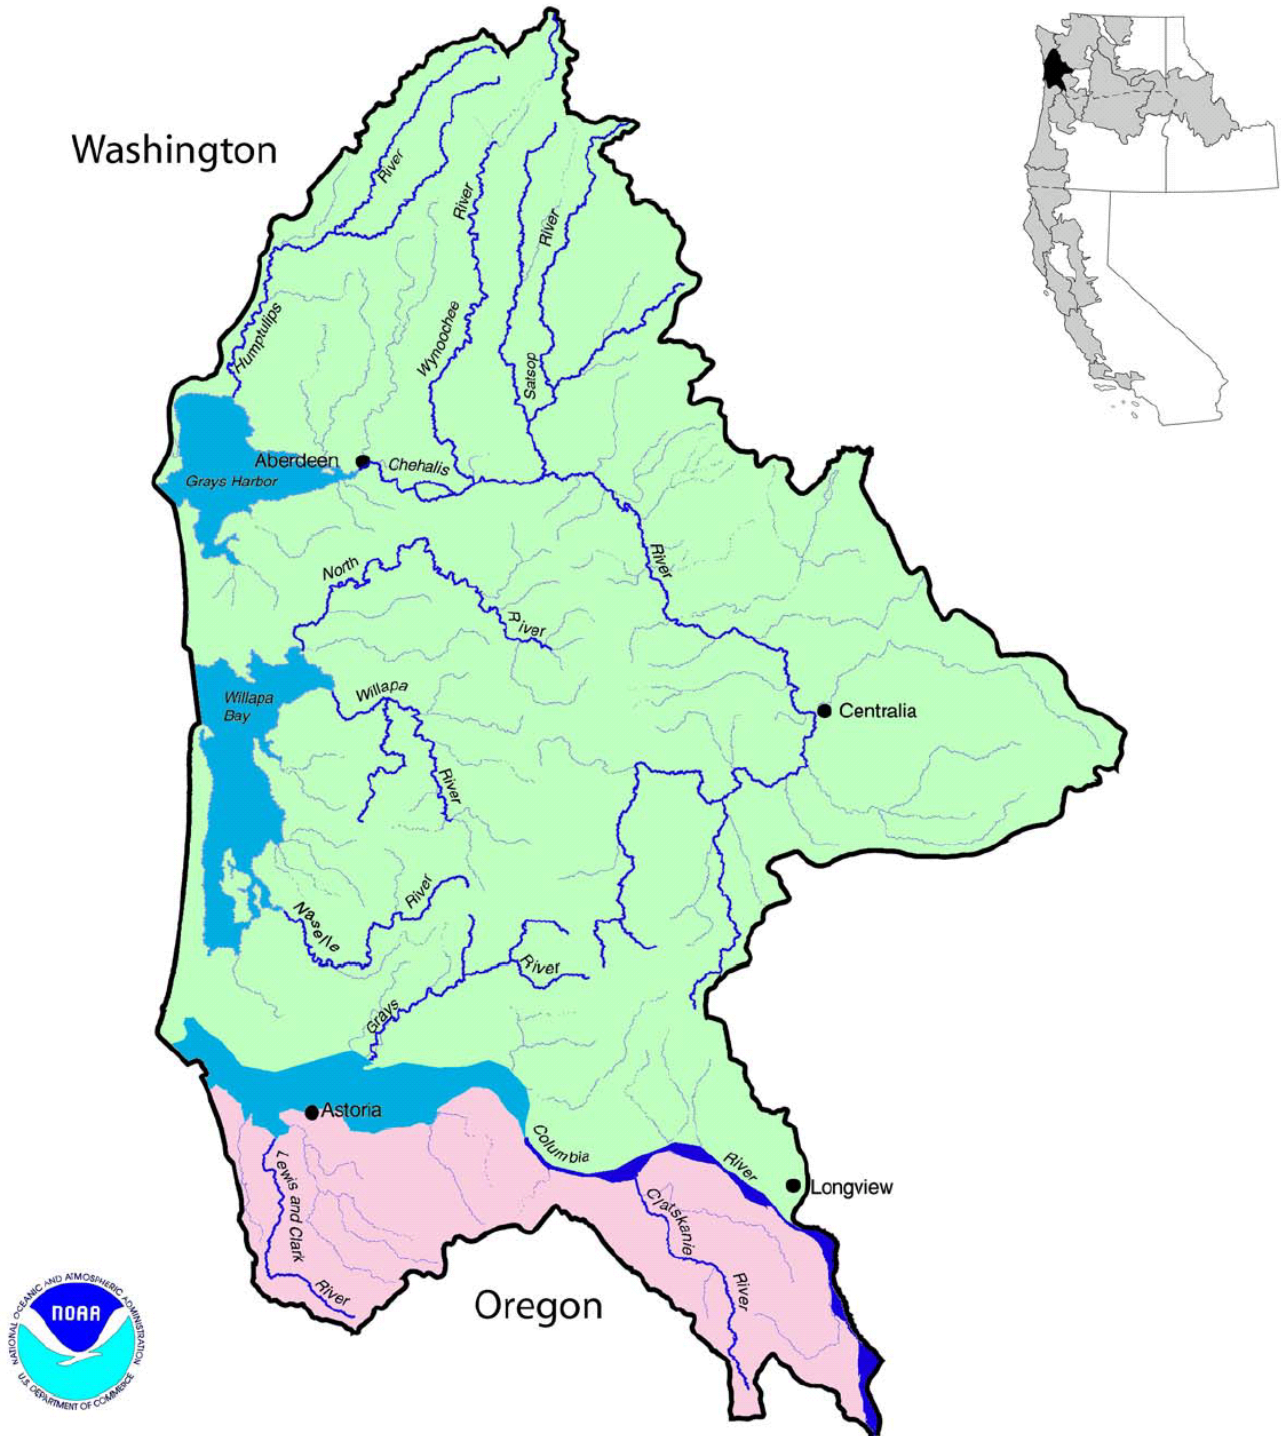 Washington
River
River
River
Humptulips
Wynoochee
Satsop
Aberdeen
Chehalis
Grays Harbor
River
North
River
Willapa
Bay
Willapa
River
Centralia
Naselle
River
River
Grays
Astoria
Columbia
River
Longview
Lewis and Clark
River
Clatskanie
River
Oregon
NATIONAL OCEANIC AND ATMOSPHERIC ADMINISTRATION
NOAA
U.S. DEPARTMENT OF COMMERCE